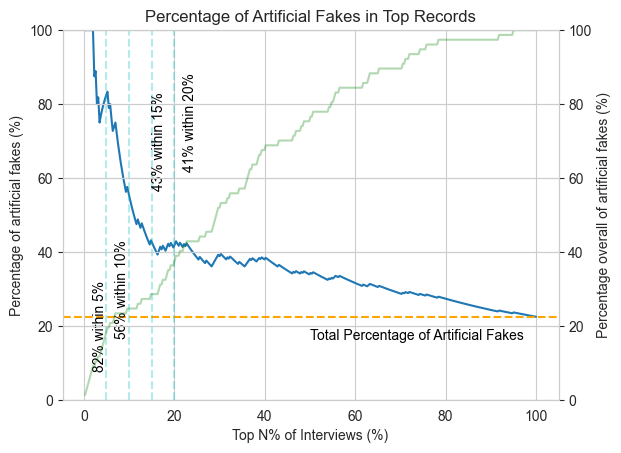 Percentage of Artificial Fakes in Top Records
100
80
60
40
20
0
Percentage of artificial fakes (%)
82% within 5%
56% within 10%
43% within 15%
41% within 20%
Total Percentage of Artificial Fakes
100
80
60
40
20
0
Percentage overall of artificial fakes (%)
0 20 40 60 80 100
Top N% of Interviews (%)